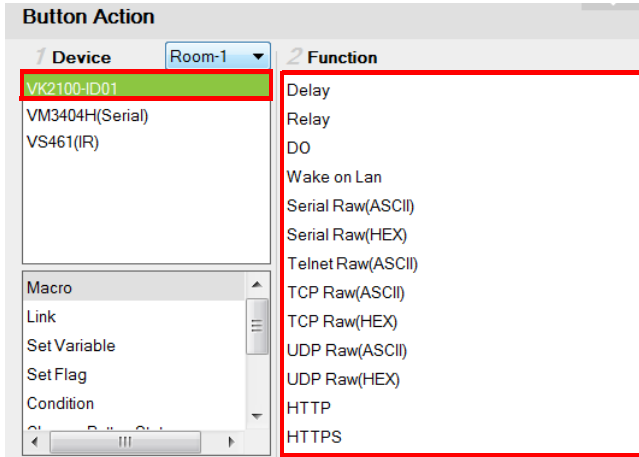 Button Action
1 Device
Room-1
2 Function
VK2100-ID01
VM3404H(Serial)
VS461(IR)
Macro
Link
Set Variable
Set Flag
Condition
Delay
Relay
DO
Wake on Lan
Serial Raw(ASCII)
Serial Raw(HEX)
Telnet Raw(ASCII)
TCP Raw(ASCII)
TCP Raw(HEX)
UDP Raw(ASCII)
UDP Raw(HEX)
HTTP
HTTPS